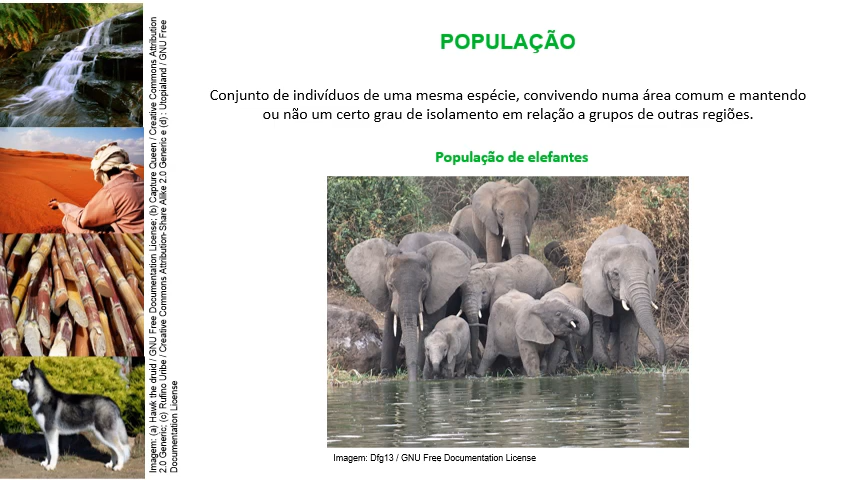 POPULAÇÃO
Conjunto de indivíduos de uma mesma espécie, convivendo numa área comum e mantendo
ou não um certo grau de isolamento em relação a grupos de outras regiões.
População de elefantes
Imagem: Dfg13 / GNU Free Documentation License
Imagem: (a) Hawk the druid / GNU Free Documentation License; (b) Capture Queen / Creative Commons Attribution
2.0 Generic; (c) Rufino Uribe / Creative Commons Attribution-Share Alike 2.0 Generic e (d) : Utopialand / GNU Free
Documentation License